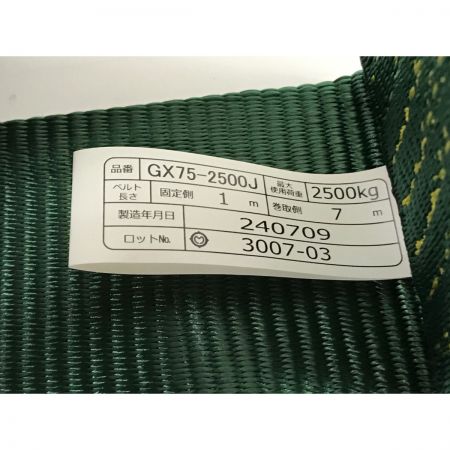 品番 GX75-2500J 最大使用荷重 2500kg
ベルト長さ 固定側 1 m 巻取側 7 m
製造年月日 240709
ロットNo. M 3007-03